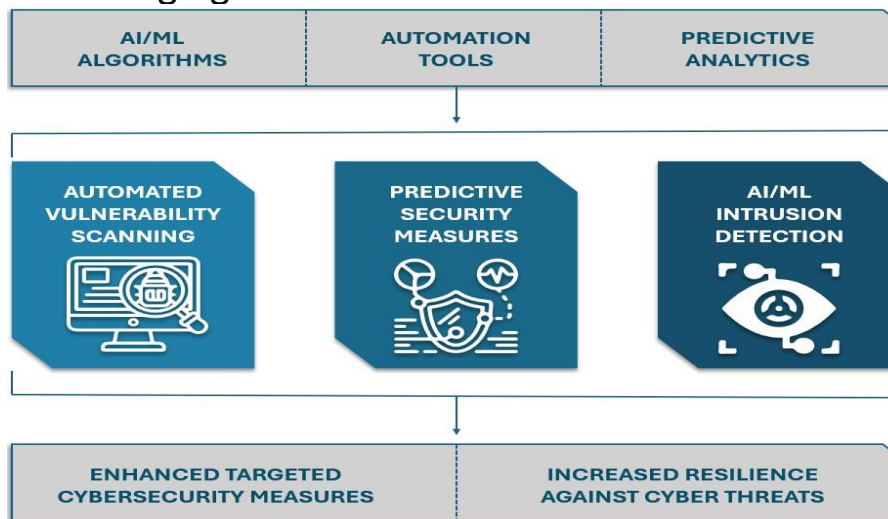 AI/ML
ALGORITHMS
AUTOMATION
TOOLS
PREDICTIVE
ANALYTICS
AUTOMATED
VULNERABILITY
SCANNING
PREDICTIVE
SECURITY
MEASURES
AI/ML
INTRUSION
DETECTION
ENHANCED TARGETED
CYBERSECURITY MEASURES
INCREASED RESILIENCE
AGAINST CYBER THREATS